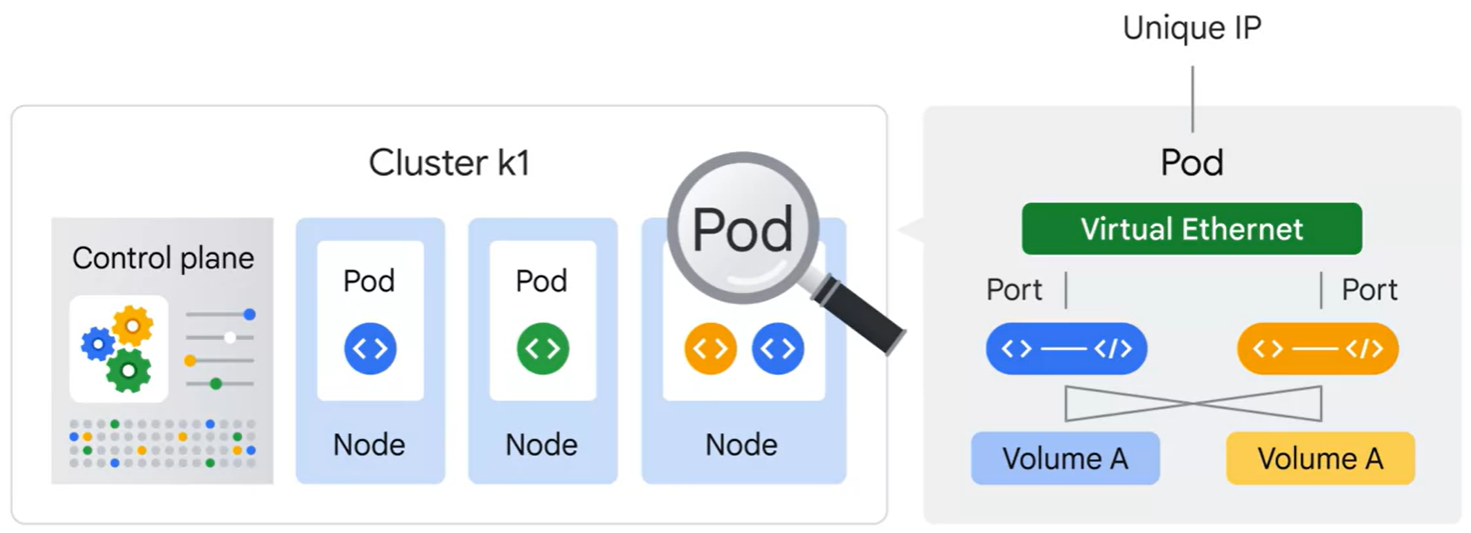 Unique IP
Cluster k1
Control plane
Pod
Node
Pod
Node
Pod
Node
Pod
Virtual Ethernet
Port
Port
<> — </>
<> — </>
Volume A
Volume A